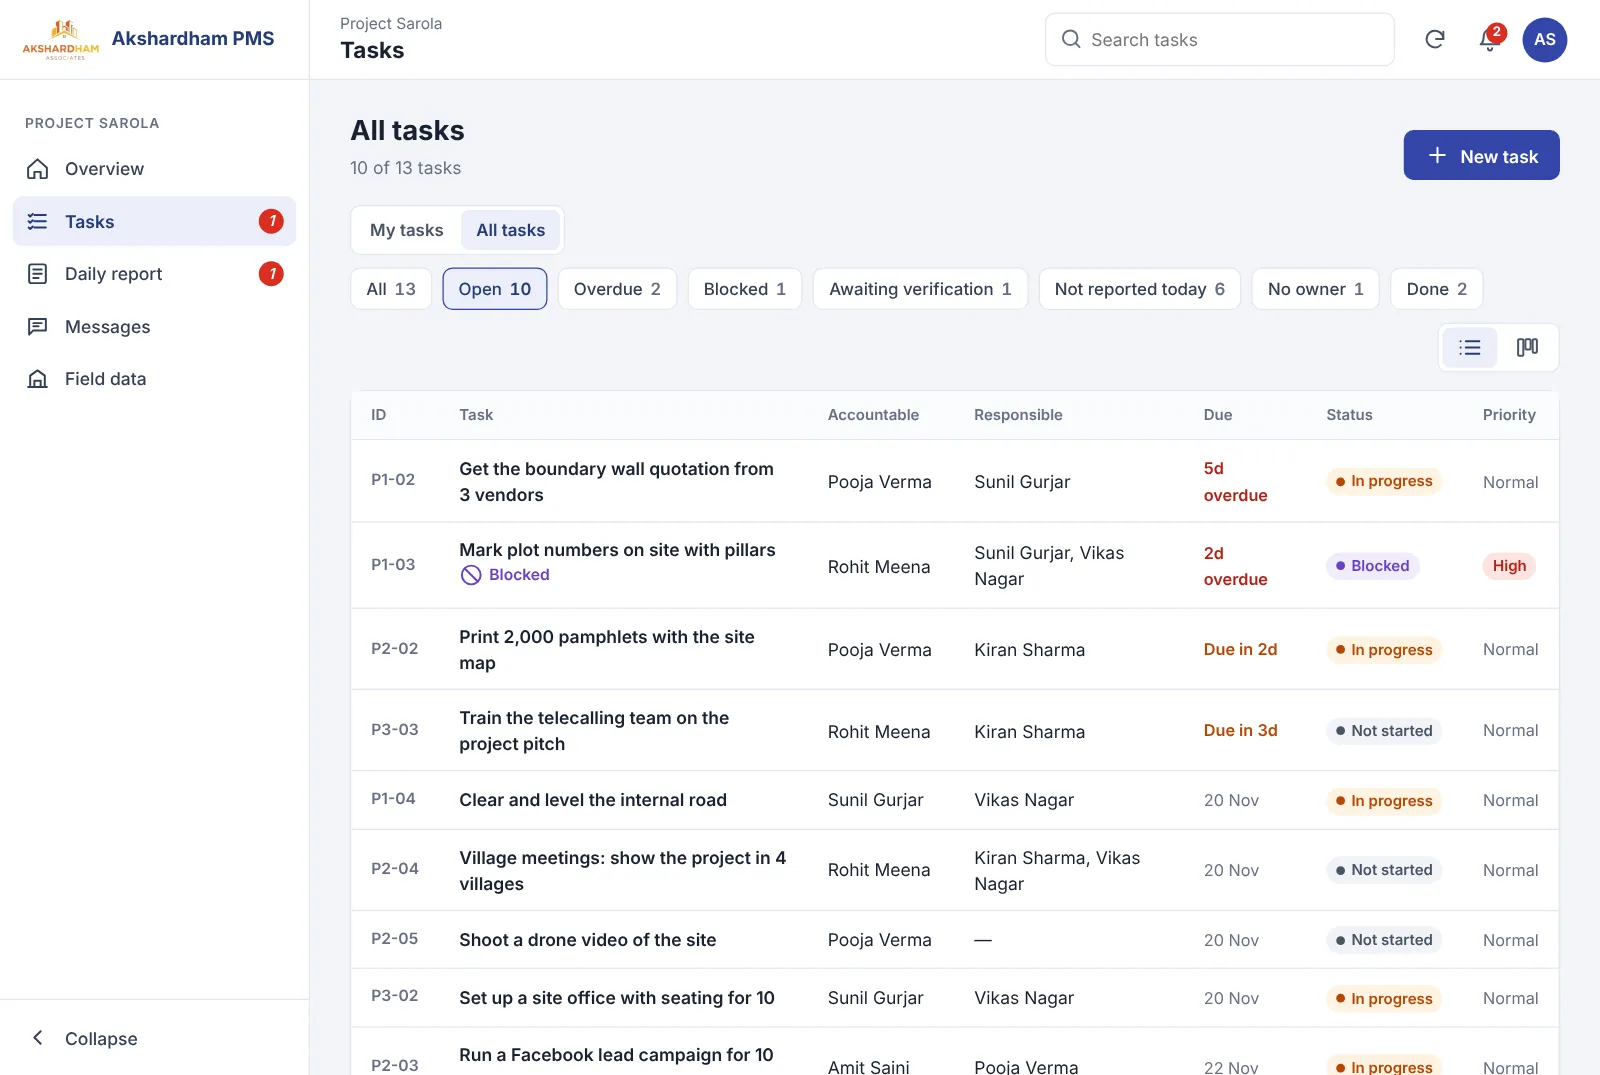 AKSHARDHAM
ASSOCIATES
Akshardham PMS
Project Sarola
Tasks
Search tasks
2
AS
PROJECT SAROLA
Overview
Tasks 1
Daily report 1
Messages
Field data
Collapse
All tasks
10 of 13 tasks
New task
My tasks All tasks
All 13 Open 10 Overdue 2 Blocked 1 Awaiting verification 1 Not reported today 6 No owner 1 Done 2
ID Task Accountable Responsible Due Status Priority
P1-02 Get the boundary wall quotation from 3 vendors Pooja Verma Sunil Gurjar 5d overdue In progress Normal
P1-03 Mark plot numbers on site with pillars Blocked Rohit Meena Sunil Gurjar, Vikas Nagar 2d overdue Blocked High
P2-02 Print 2,000 pamphlets with the site map Pooja Verma Kiran Sharma Due in 2d In progress Normal
P3-03 Train the telecalling team on the project pitch Rohit Meena Kiran Sharma Due in 3d Not started Normal
P1-04 Clear and level the internal road Sunil Gurjar Vikas Nagar 20 Nov In progress Normal
P2-04 Village meetings: show the project in 4 villages Rohit Meena Kiran Sharma, Vikas Nagar 20 Nov Not started Normal
P2-05 Shoot a drone video of the site Pooja Verma — 20 Nov Not started Normal
P3-02 Set up a site office with seating for 10 Sunil Gurjar Vikas Nagar 20 Nov In progress Normal
P2-03 Run a Facebook lead campaign for 10 Amit Saini Pooja Verma 22 Nov In progress Normal